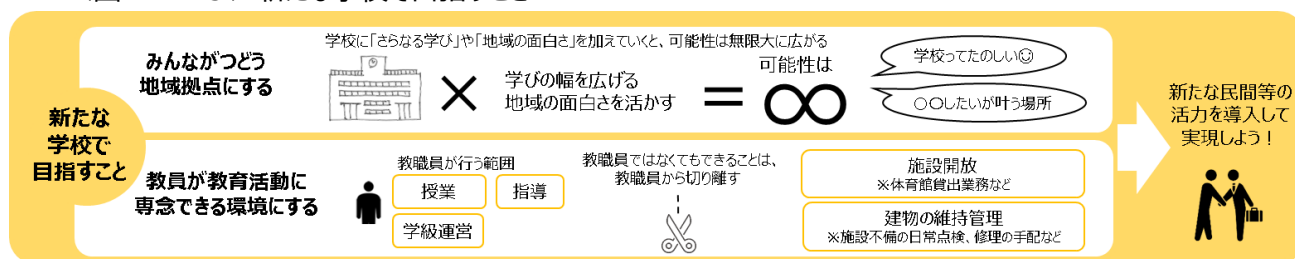 新たな
学校で
目指すこと
みんながつどう
地域拠点にする
学校に「さらなる学び」や「地域の面白さ」を加えていくと、可能性は無限大に広がる
×
学びの幅を広げる
地域の面白さを活かす
=
可能性は
∞
学校ってたのしい☺
○○したいが叶う場所
教員が教育活動に
専念できる環境にする
教職員が行う範囲
授業
指導
学級運営
教職員ではなくてもできることは、
教職員から切り離す
施設開放
※体育館貸出業務など
建物の維持管理
※施設不備の日常点検、修理の手配など
新たな民間等の
活力を導入して
実現しよう！